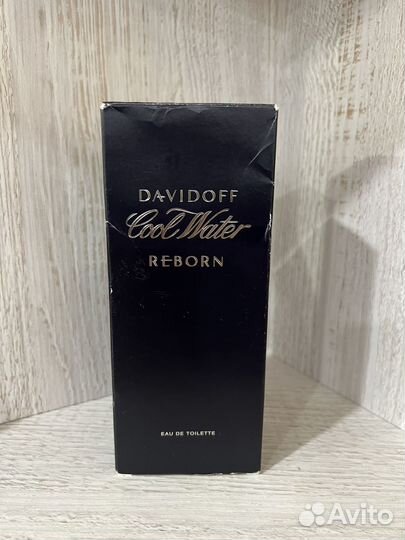 DAVIDOFF
Cool Water
REBORN
EAU DE TOILETTE
Avito